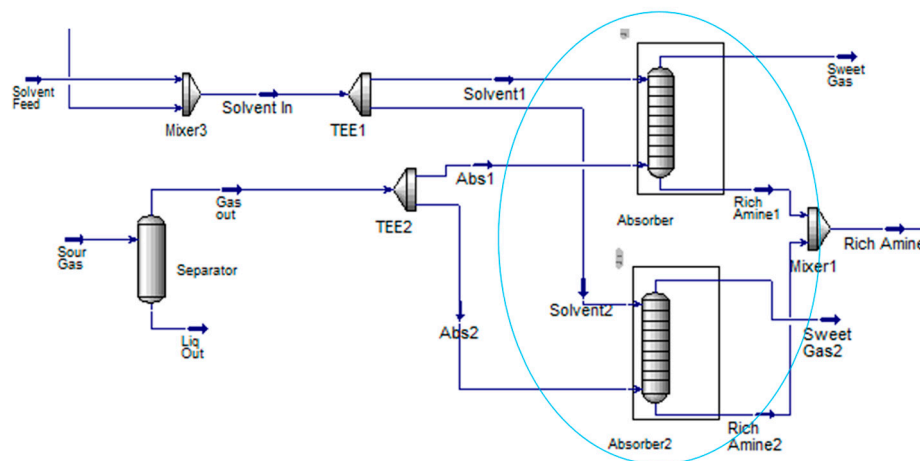 Solvent
Feed
Mixer3
Solvent In
TEE1
Solvent1
Sweet
Gas
Sour
Gas
Separator
Gas
out
Liq
Out
TEE2
Abs1
Abs2
Absorber
Rich
Amine1
Mixer1
Rich Amine
Solvent2
Absorber2
Sweet
Gas2
Rich
Amine2